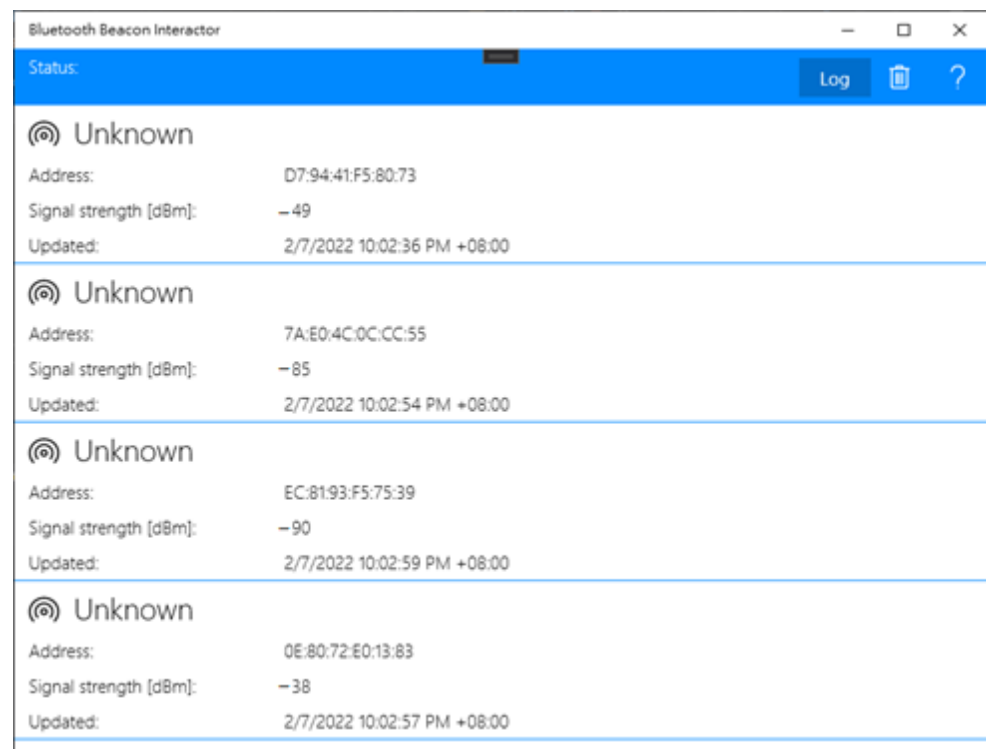 Bluetooth Beacon Interactor
Status:
Log
?
Unknown
Address: D7:94:41:F5:80:73
Signal strength [dBm]: −49
Updated: 2/7/2022 10:02:36 PM +08:00
Unknown
Address: 7A:E0:4C:0C:CC:55
Signal strength [dBm]: −85
Updated: 2/7/2022 10:02:54 PM +08:00
Unknown
Address: EC:81:93:F5:75:39
Signal strength [dBm]: −90
Updated: 2/7/2022 10:02:59 PM +08:00
Unknown
Address: 0E:80:72:E0:13:83
Signal strength [dBm]: −38
Updated: 2/7/2022 10:02:57 PM +08:00